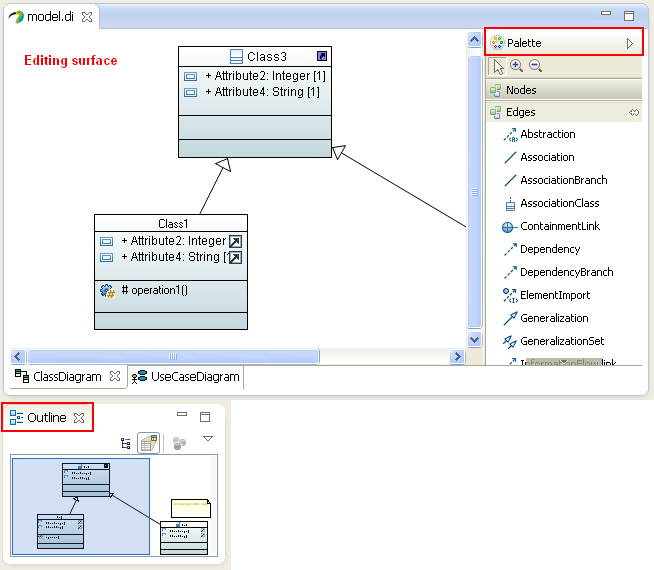 model.di
Editing surface
Class3
+ Attribute2: Integer [1]
+ Attribute4: String [1]
Class1
+ Attribute2: Integer
+ Attribute4: String [
# operation1()
Palette
Nodes
Edges
Abstraction
Association
AssociationBranch
AssociationClass
ContainmentLink
Dependency
DependencyBranch
ElementImport
Generalization
GeneralizationSet
InformationFlow link
ClassDiagram
UseCaseDiagram
Outline